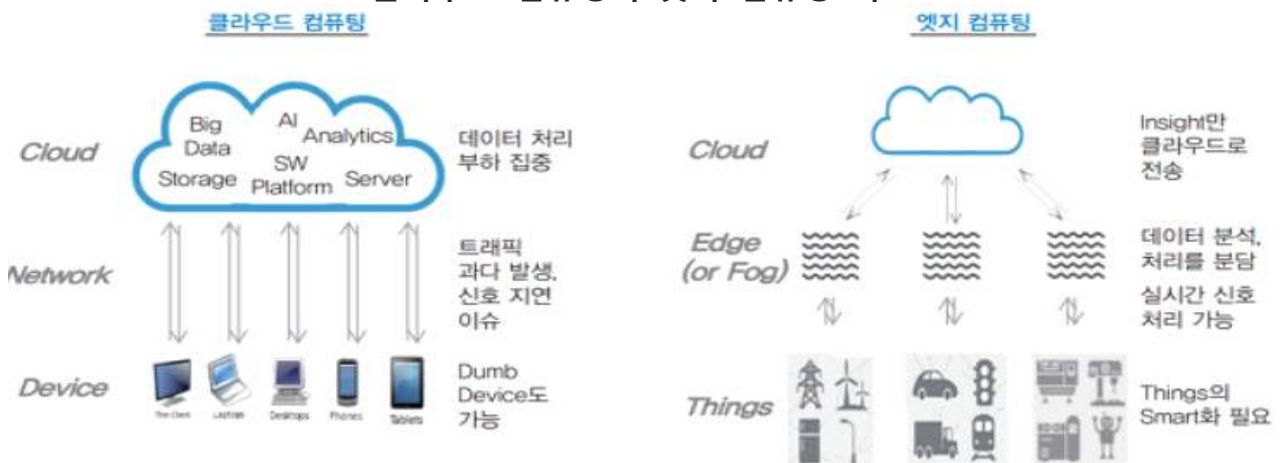 클라우드 컴퓨팅
Cloud
Big
Data
AI
Analytics
Storage
SW
Platform
Server
데이터 처리
부하 집중
Network
트래픽
과다 발생,
신호 지연
이슈
Device
Laptops
Desktops
Phones
Tablets
Dumb
Device도
가능
엣지 컴퓨팅
Cloud
Insight만
클라우드로
전송
Edge
(or Fog)
데이터 분석,
처리를 분담
실시간 신호
처리 가능
Things
Things의
Smart화 필요